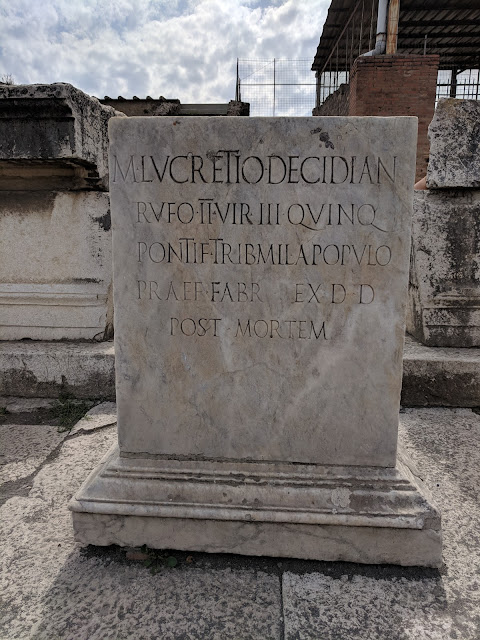 M LVCRETIO DECIDIAN
RVFO·II VIR III QVINQ
PONTIF·TRIB MIL A POPVLO
PRAEF·FABR EX·D·D
POST MORTEM